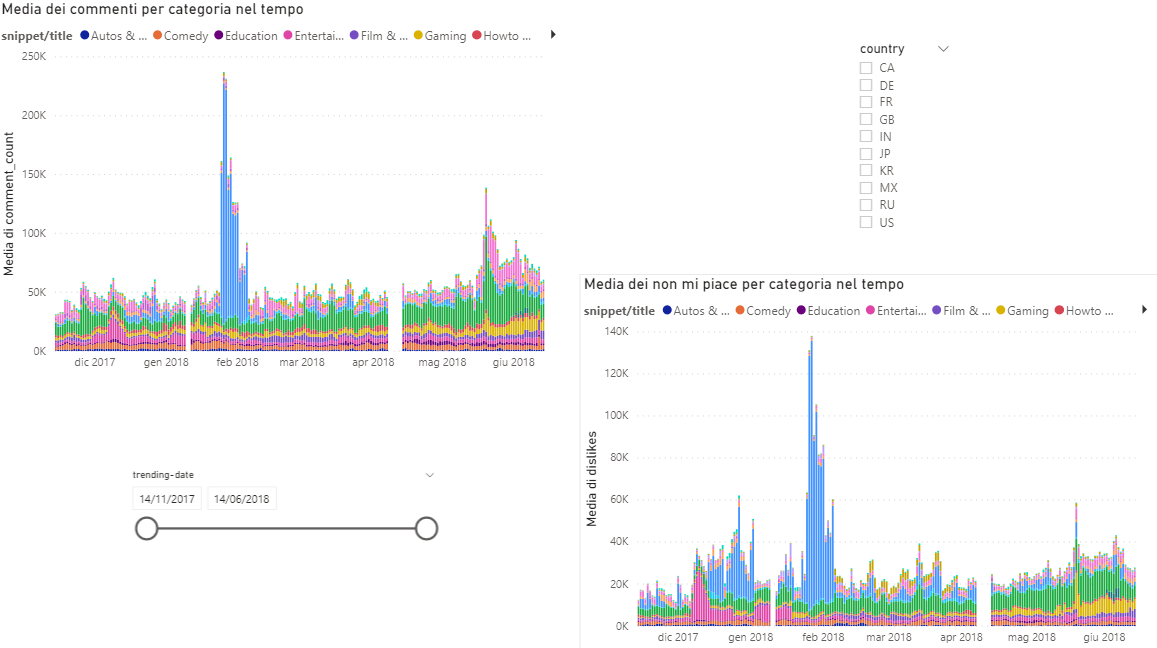 Media dei commenti per categoria nel tempo
snippet/title Autos & ... Comedy Education Entertai... Film & ... Gaming Howto ...
250K
200K
150K
100K
50K
0K
Media di comment_count
dic 2017 gen 2018 feb 2018 mar 2018 apr 2018 mag 2018 giu 2018
country
CA
DE
FR
GB
IN
JP
KR
MX
RU
US
trending-date
14/11/2017 14/06/2018
Media dei non mi piace per categoria nel tempo
snippet/title Autos & ... Comedy Education Entertai... Film & ... Gaming Howto ...
140K
120K
100K
80K
60K
40K
20K
0K
Media di dislikes
dic 2017 gen 2018 feb 2018 mar 2018 apr 2018 mag 2018 giu 2018